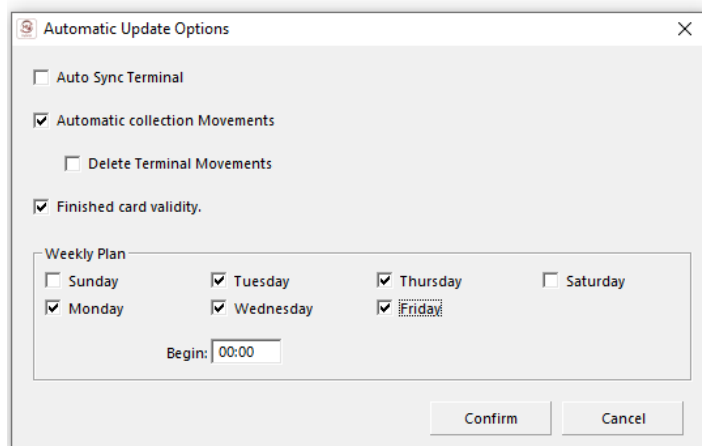 Automatic Update Options
Auto Sync Terminal
Automatic collection Movements
Delete Terminal Movements
Finished card validity.
Weekly Plan
Sunday Tuesday Thursday Saturday
Monday Wednesday Friday
Begin: 00:00
Confirm Cancel